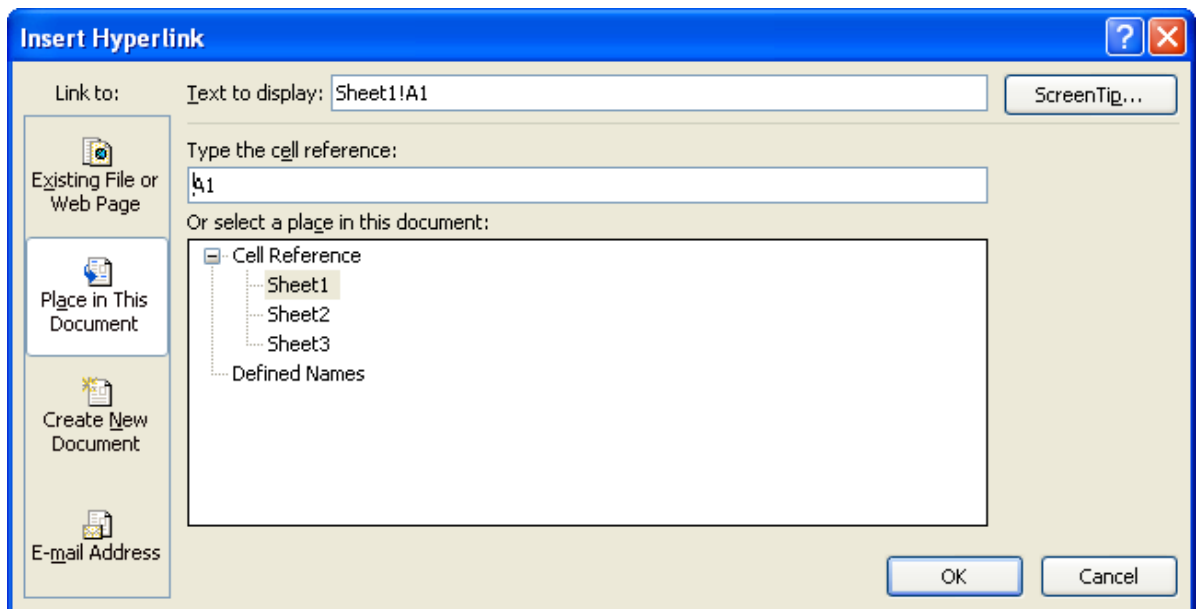 Insert Hyperlink
Link to:
Text to display: Sheet1!A1
ScreenTip...
Existing File or
Web Page
Place in This
Document
Create New
Document
E-mail Address
Type the cell reference:
A1
Or select a place in this document:
Cell Reference
Sheet1
Sheet2
Sheet3
Defined Names
OK
Cancel